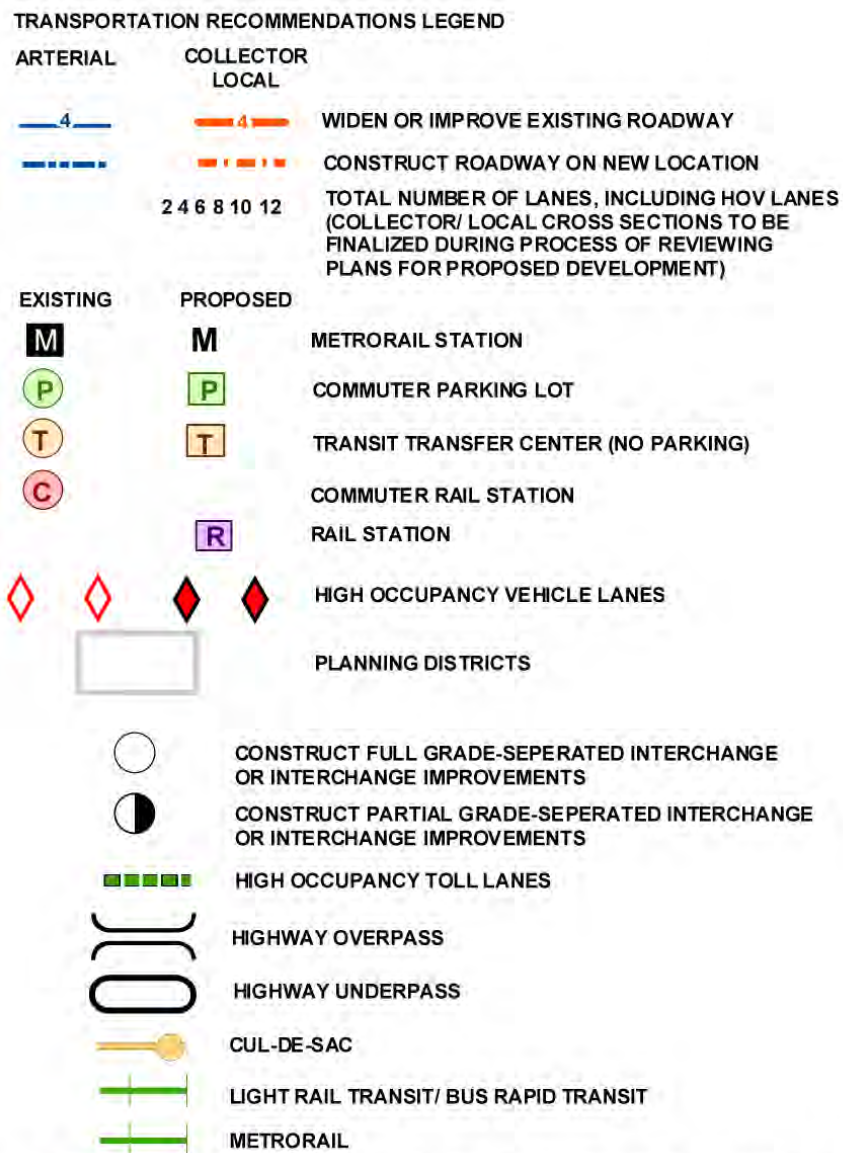 TRANSPORTATION RECOMMENDATIONS LEGEND
ARTERIAL COLLECTOR
LOCAL
4 4 WIDEN OR IMPROVE EXISTING ROADWAY
CONSTRUCT ROADWAY ON NEW LOCATION
2 4 6 8 10 12 TOTAL NUMBER OF LANES, INCLUDING HOV LANES
(COLLECTOR/ LOCAL CROSS SECTIONS TO BE
FINALIZED DURING PROCESS OF REVIEWING
PLANS FOR PROPOSED DEVELOPMENT)
EXISTING PROPOSED
M M METRORAIL STATION
P P COMMUTER PARKING LOT
T T TRANSIT TRANSFER CENTER (NO PARKING)
C COMMUTER RAIL STATION
R RAIL STATION
HIGH OCCUPANCY VEHICLE LANES
PLANNING DISTRICTS
CONSTRUCT FULL GRADE-SEPERATED INTERCHANGE
OR INTERCHANGE IMPROVEMENTS
CONSTRUCT PARTIAL GRADE-SEPERATED INTERCHANGE
OR INTERCHANGE IMPROVEMENTS
HIGH OCCUPANCY TOLL LANES
HIGHWAY OVERPASS
HIGHWAY UNDERPASS
CUL-DE-SAC
LIGHT RAIL TRANSIT/ BUS RAPID TRANSIT
METRORAIL